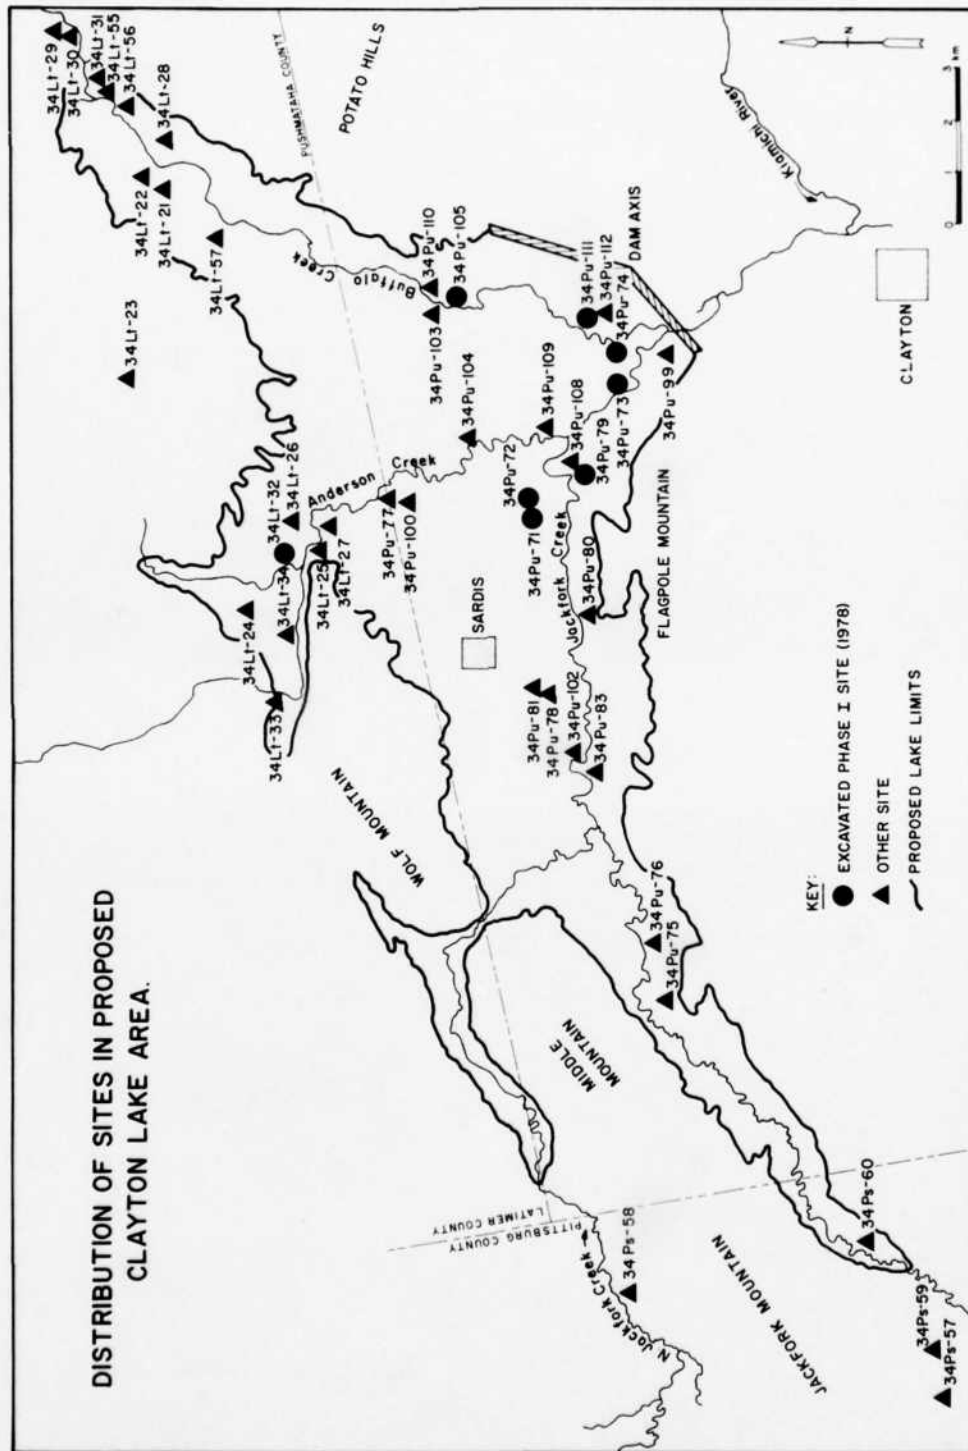 DISTRIBUTION OF SITES IN PROPOSED
CLAYTON LAKE AREA.
34Lt-29
34Lt-30
34Lt-31
34Lt-55
34Lt-56
34Lt-28
34Lt-22
34Lt-21
34Lt-57
34Lt-23
PUSHMATAHA COUNTY
POTATO HILLS
Buffalo Creek
34Lt-32
34Lt-26
34Lt-24
34Lt-34
34Lt-25
34Lt-27
34Lt-33
Anderson Creek
34Pu-110
34Pu-105
34Pu-103
34Pu-104
34Pu-77
34Pu-100
WOLF MOUNTAIN
SARDIS
34Pu-72
34Pu-71
34Pu-109
34Pu-108
34Pu-79
34Pu-73
34Pu-74
34Pu-111
34Pu-112
DAM AXIS
34Pu-99
Jackfork Creek
34Pu-80
34Pu-81
34Pu-78
34Pu-102
34Pu-83
FLAGPOLE MOUNTAIN
Kiamichi River
CLAYTON
MIDDLE
MOUNTAIN
34Pu-76
34Pu-75
LATIMER COUNTY
PITTSBURG COUNTY
N Jackfork Creek
34Ps-58
JACKFORK MOUNTAIN
34Ps-60
34Ps-59
34Ps-57
KEY:
EXCAVATED PHASE I SITE (1978)
OTHER SITE
PROPOSED LAKE LIMITS
N
0 1 2 3
km